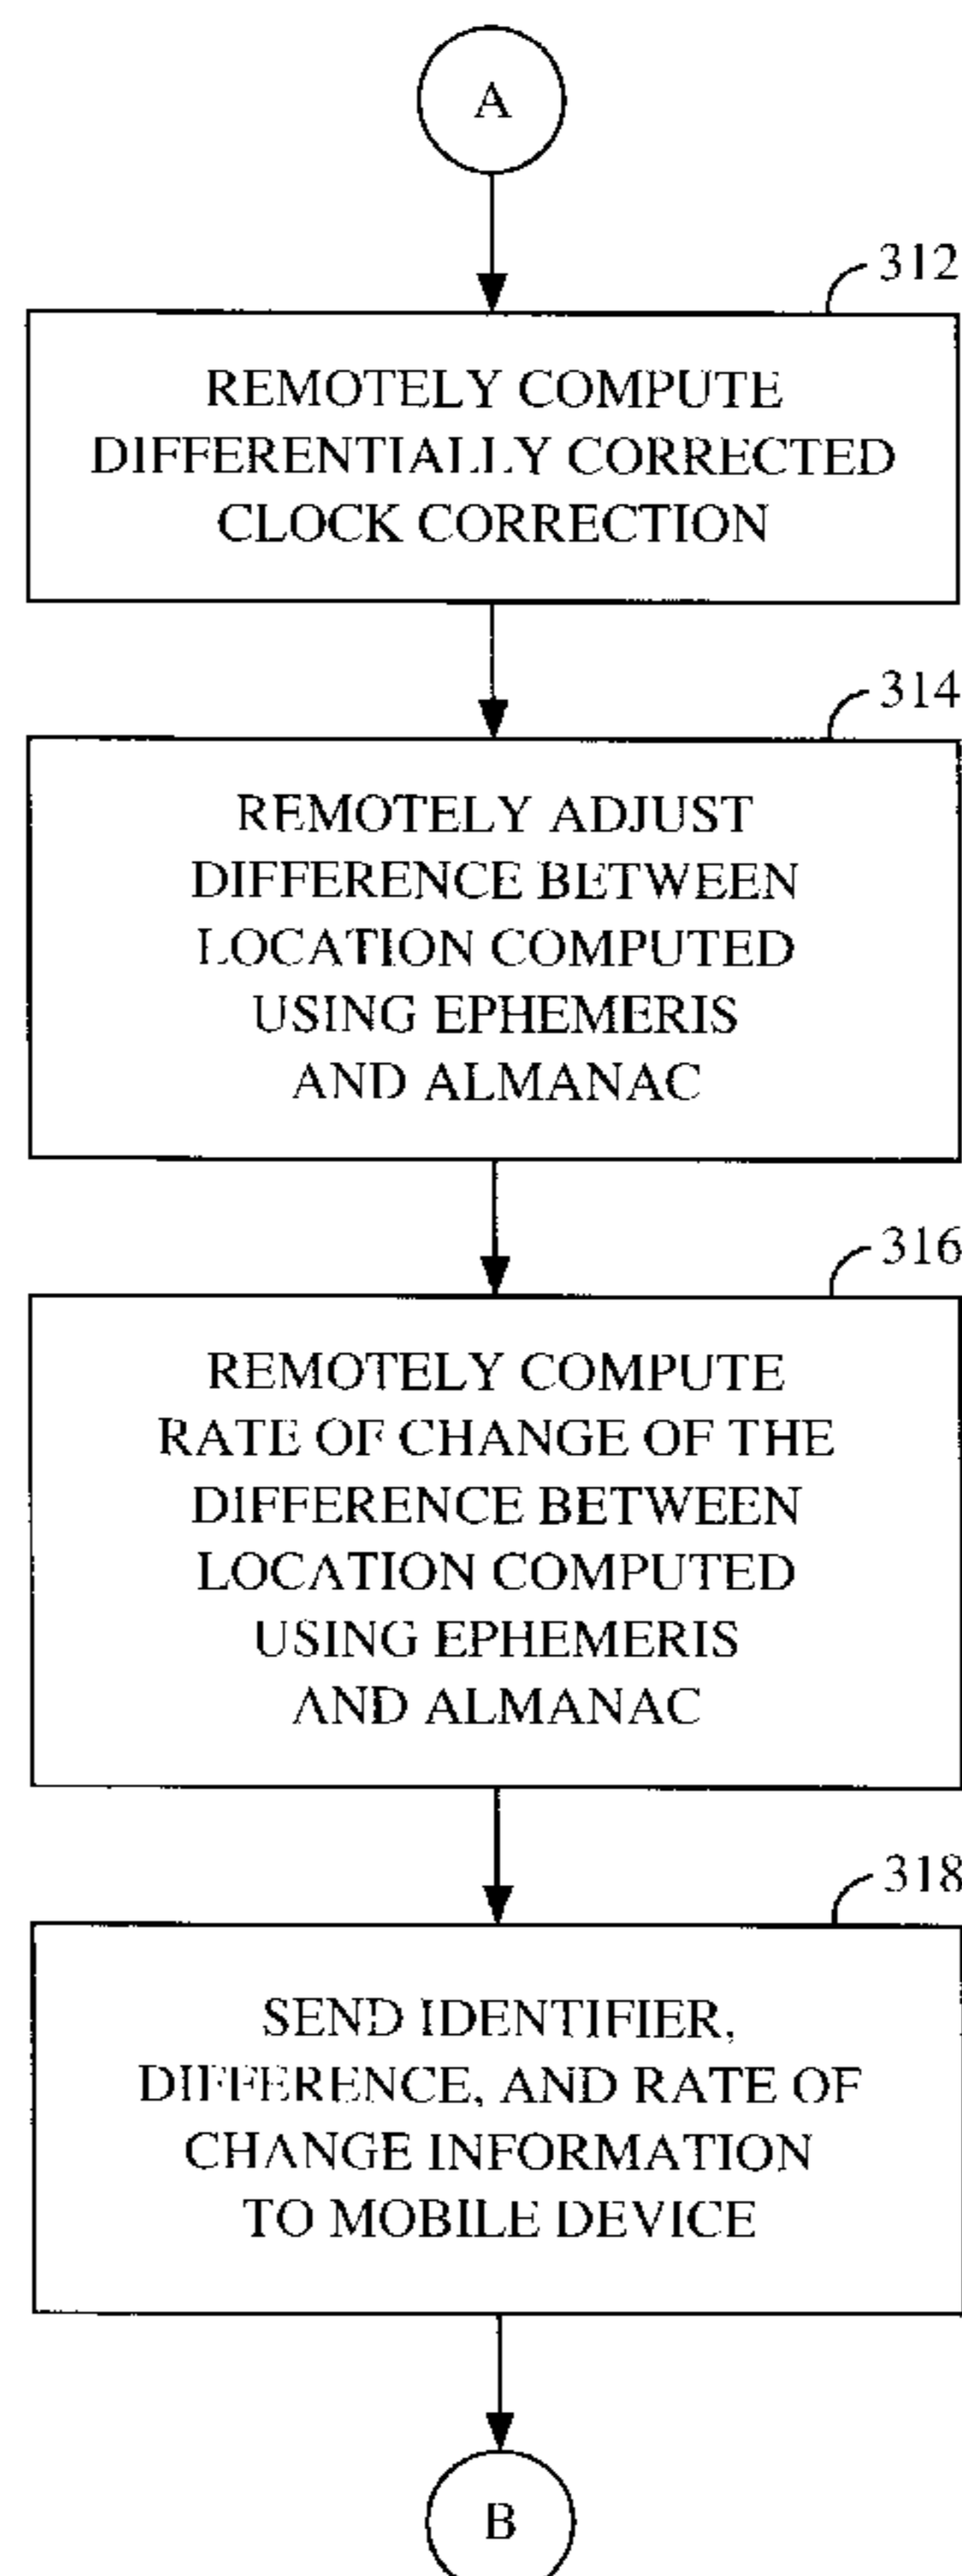 A
312
REMOTELY COMPUTE
DIFFERENTIALLY CORRECTED
CLOCK CORRECTION
314
REMOTELY ADJUST
DIFFERENCE BETWEEN
LOCATION COMPUTED
USING EPHEMERIS
AND ALMANAC
316
REMOTELY COMPUTE
RATE OF CHANGE OF THE
DIFFERENCE BETWEEN
LOCATION COMPUTED
USING EPHEMERIS
AND ALMANAC
318
SEND IDENTIFIER,
DIFFERENCE, AND RATE OF
CHANGE INFORMATION
TO MOBILE DEVICE
B